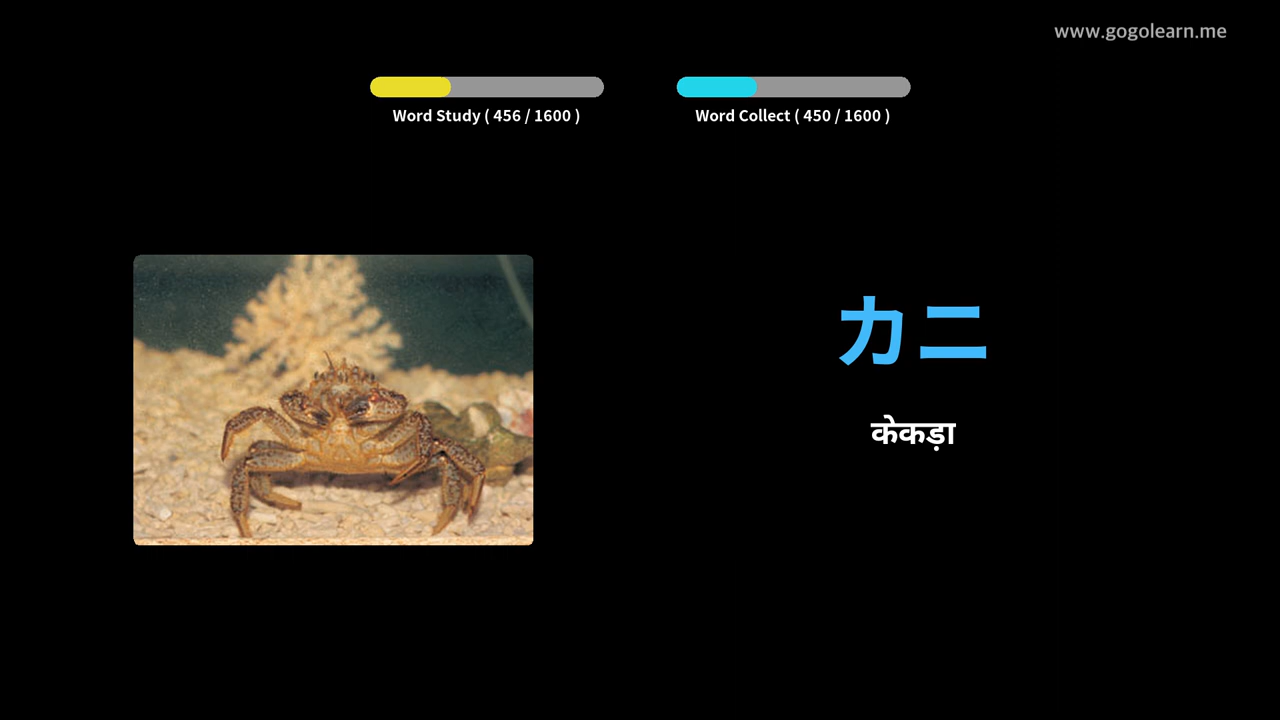 www.gogolearn.me
Word Study ( 456 / 1600 )
Word Collect ( 450 / 1600 )
カニ
केकड़ा